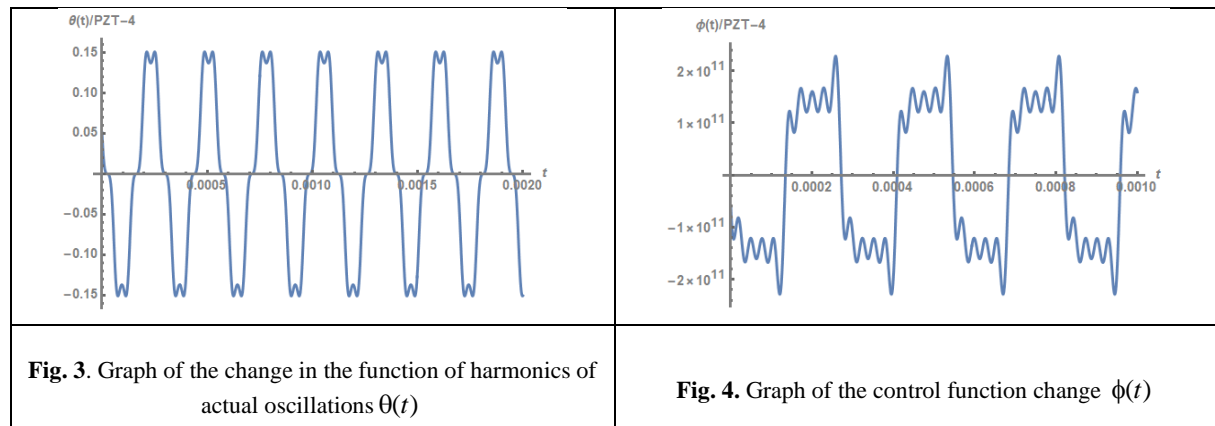 θ(t)/PZT−4
0.15
0.10
0.05
−0.05
−0.10
−0.15
0.0005
0.0010
0.0015
0.0020
t
ϕ(t)/PZT−4
2×10¹¹
1×10¹¹
−1×10¹¹
−2×10¹¹
0.0002
0.0004
0.0006
0.0008
0.0010
t
Fig. 3. Graph of the change in the function of harmonics of
actual oscillations θ(t)
Fig. 4. Graph of the control function change ϕ(t)